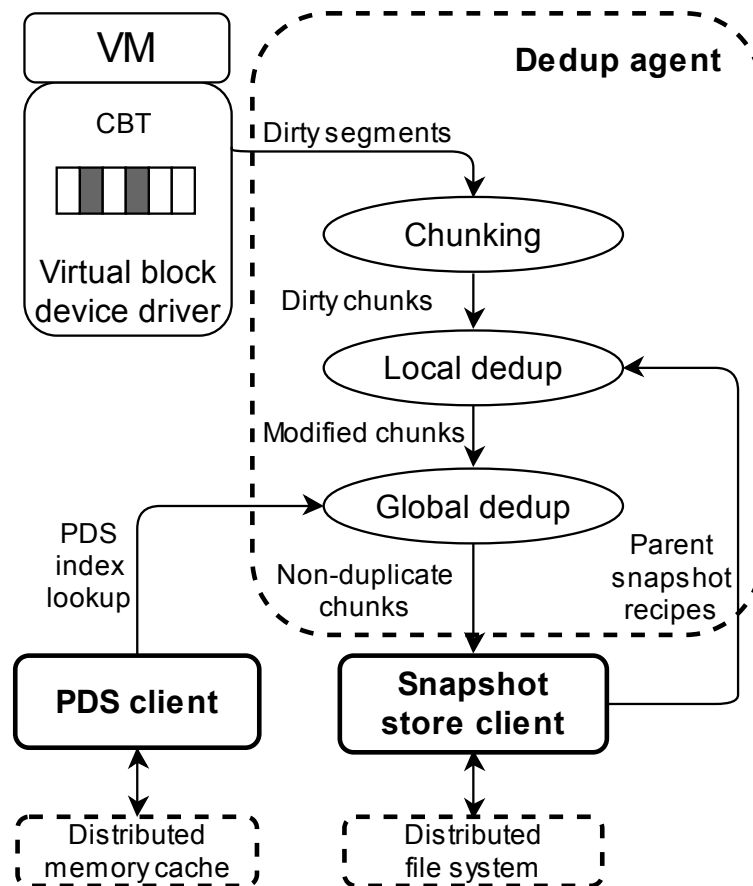 VM
Dedup agent
CBT
Dirty segments
Virtual block
device driver
Chunking
Dirty chunks
Local dedup
Modified chunks
Global dedup
PDS
index
lookup
Non-duplicate
chunks
Parent
snapshot
recipes
PDS client
Snapshot
store client
Distributed
memory cache
Distributed
file system